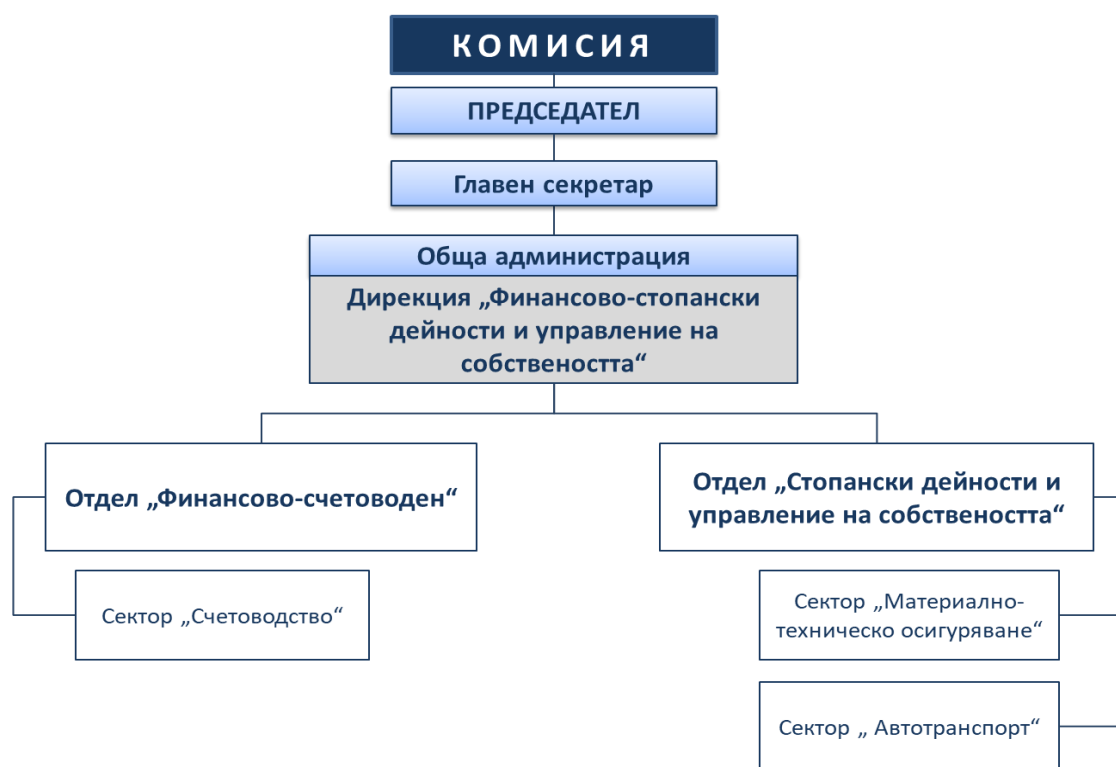 КОМИСИЯ
ПРЕДСЕДАТЕЛ
Главен секретар
Обща администрация
Дирекция „Финансово-стопански
дейности и управление на
собствеността“
Отдел „Финансово-счетоводен“
Отдел „Стопански дейности и
управление на собствеността“
Сектор „Счетоводство“
Сектор „Материално-
техническо осигуряване“
Сектор „ Автотранспорт“